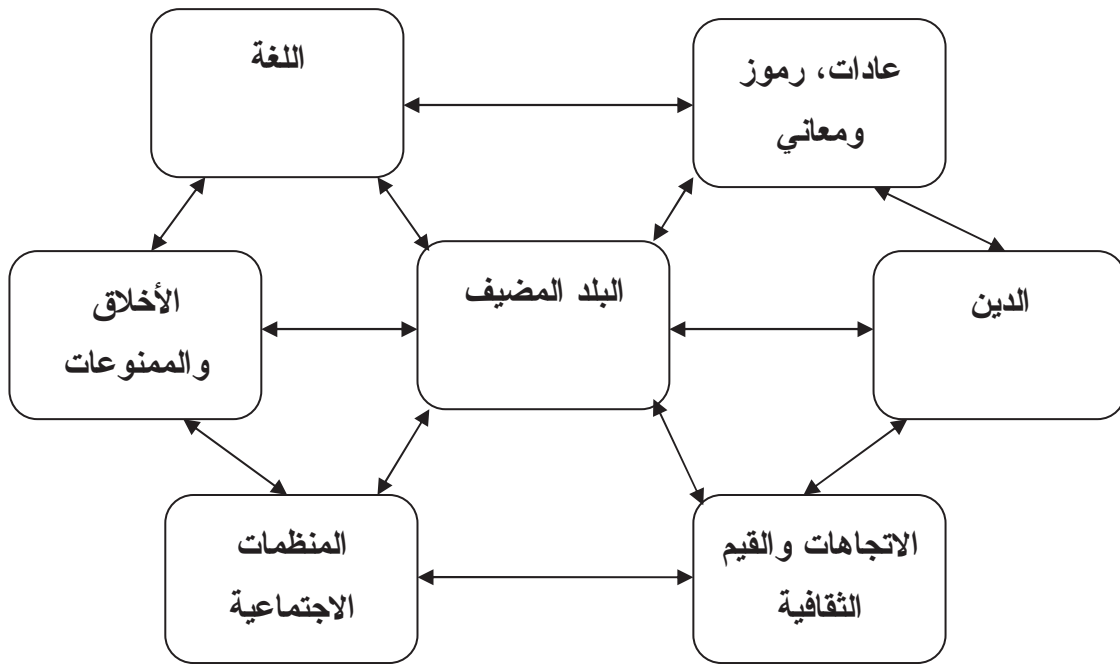 عادات، رموز
ومعاني
اللغة
الدين
البلد المضيف
الأخلاق
والممنوعات
الاتجاهات والقيم
الثقافية
المنظمات
الاجتماعية